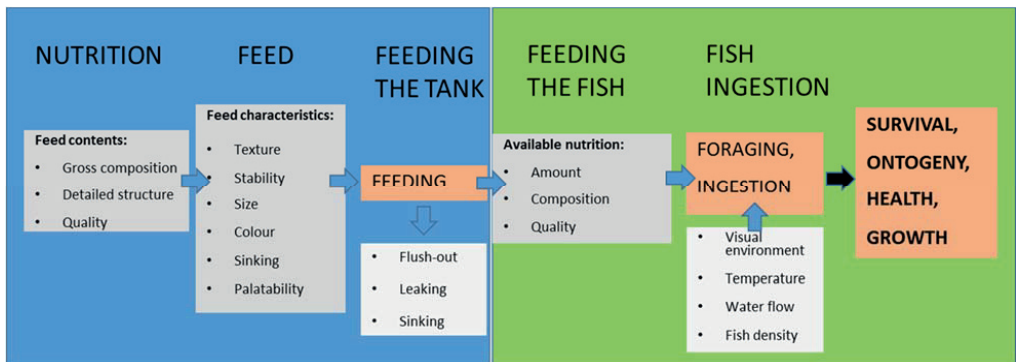 NUTRITION
Feed contents:
• Gross composition
• Detailed structure
• Quality
FEED
Feed characteristics:
• Texture
• Stability
• Size
• Colour
• Sinking
• Palatability
FEEDING
THE TANK
FEEDING
• Flush-out
• Leaking
• Sinking
FEEDING
THE FISH
Available nutrition:
• Amount
• Composition
• Quality
FISH
INGESTION
FORAGING,
INGESTION
• Visual
environment
• Temperature
• Water flow
• Fish density
SURVIVAL,
ONTOGENY,
HEALTH,
GROWTH